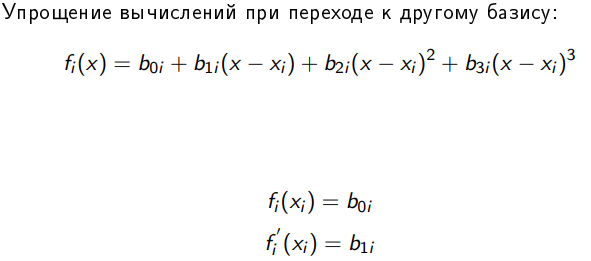 Упрощение вычислений при переходе к другому базису:
fᵢ(x) = b₀ᵢ + b₁ᵢ(x − xᵢ) + b₂ᵢ(x − xᵢ)² + b₃ᵢ(x − xᵢ)³
fᵢ(xᵢ) = b₀ᵢ
fᵢ′(xᵢ) = b₁ᵢ